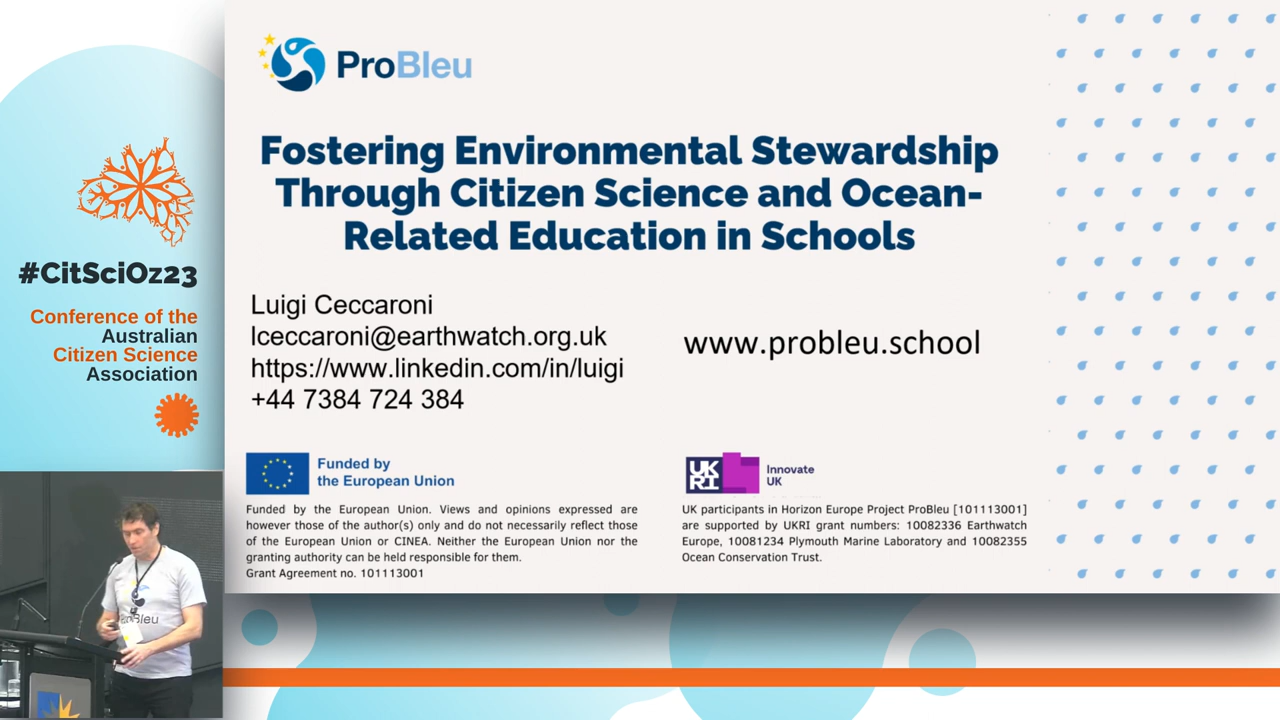 ProBleu
Fostering Environmental Stewardship
Through Citizen Science and Ocean-
Related Education in Schools
#CitSciOz23
Conference of the
Australian
Citizen Science
Association
Luigi Ceccaroni
lceccaroni@earthwatch.org.uk
https://www.linkedin.com/in/luigi
+44 7384 724 384
www.probleu.school
Funded by
the European Union
Funded by the European Union. Views and opinions expressed are
however those of the author(s) only and do not necessarily reflect those
of the European Union or CINEA. Neither the European Union nor the
granting authority can be held responsible for them.
Grant Agreement no. 101113001
UK
RI
Innovate
UK
UK participants in Horizon Europe Project ProBleu [101113001]
are supported by UKRI grant numbers: 10082336 Earthwatch
Europe, 10081234 Plymouth Marine Laboratory and 10082355
Ocean Conservation Trust.
ProBleu